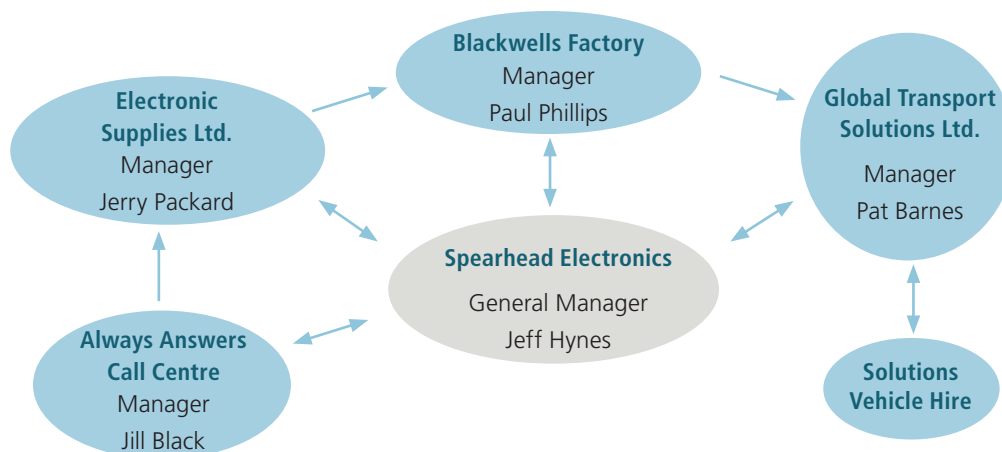 Blackwells Factory
Manager
Paul Phillips
Electronic
Supplies Ltd.
Manager
Jerry Packard
Global Transport
Solutions Ltd.
Manager
Pat Barnes
Spearhead Electronics
General Manager
Jeff Hynes
Always Answers
Call Centre
Manager
Jill Black
Solutions
Vehicle Hire